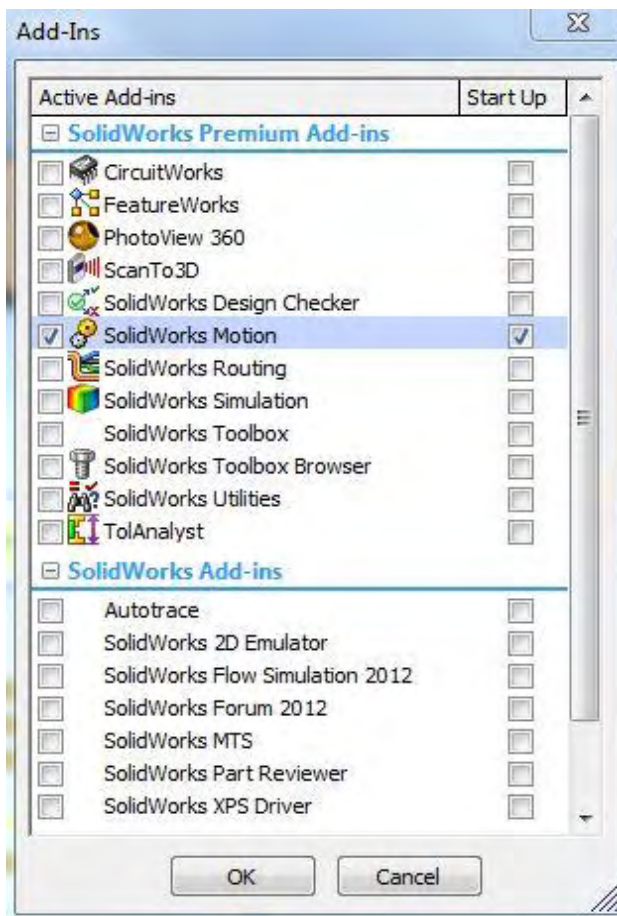 Add-Ins
Active Add-ins Start Up
SolidWorks Premium Add-ins
CircuitWorks
FeatureWorks
PhotoView 360
ScanTo3D
SolidWorks Design Checker
SolidWorks Motion
SolidWorks Routing
SolidWorks Simulation
SolidWorks Toolbox
SolidWorks Toolbox Browser
SolidWorks Utilities
TolAnalyst
SolidWorks Add-ins
Autotrace
SolidWorks 2D Emulator
SolidWorks Flow Simulation 2012
SolidWorks Forum 2012
SolidWorks MTS
SolidWorks Part Reviewer
SolidWorks XPS Driver
OK Cancel